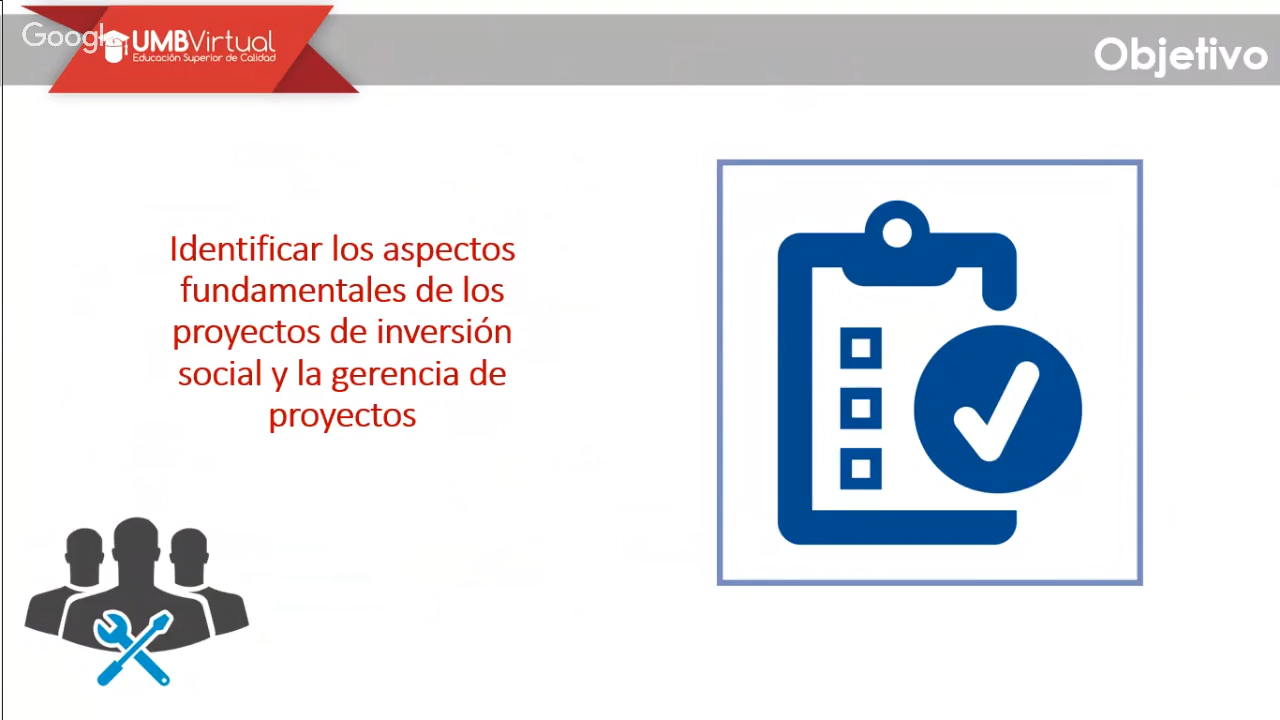 Google
UMBVirtual
Educación Superior de Calidad
Objetivo
Identificar los aspectos
fundamentales de los
proyectos de inversión
social y la gerencia de
proyectos